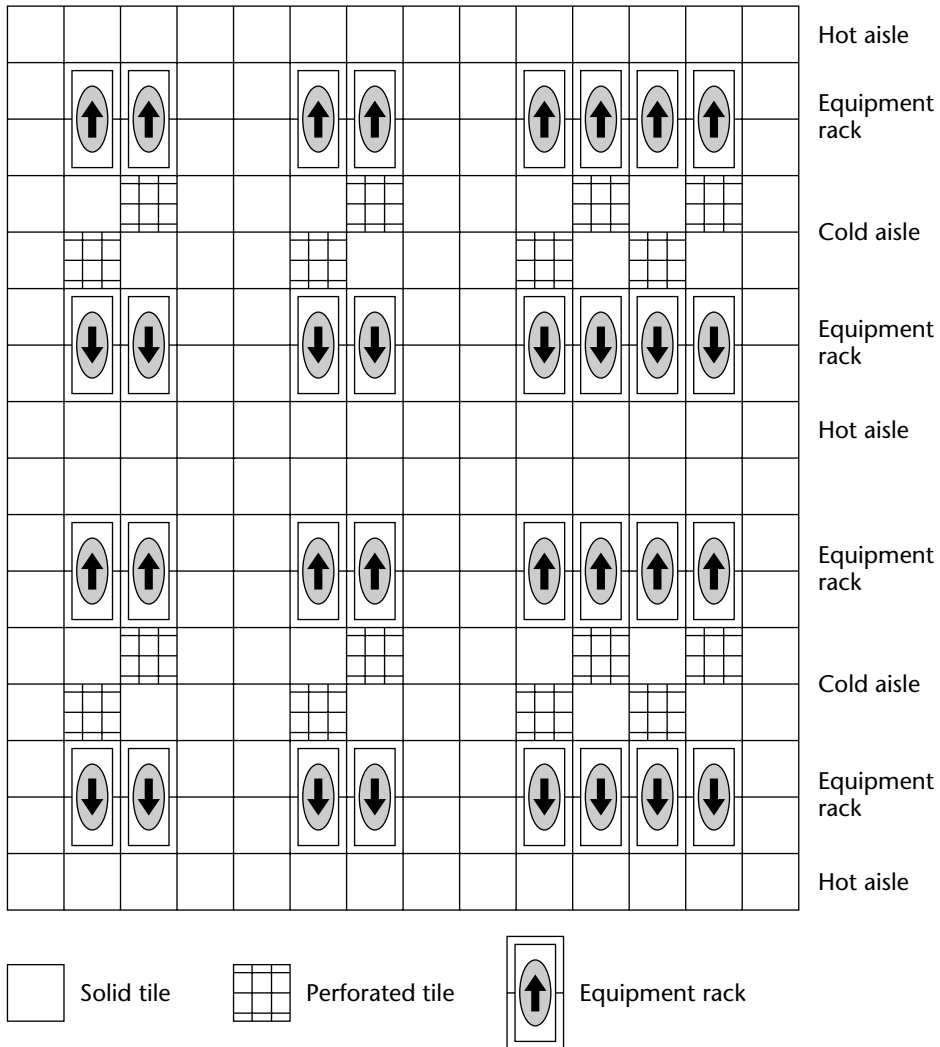 Hot aisle
Equipment
rack
Cold aisle
Equipment
rack
Hot aisle
Equipment
rack
Cold aisle
Equipment
rack
Hot aisle
Solid tile
Perforated tile
Equipment rack